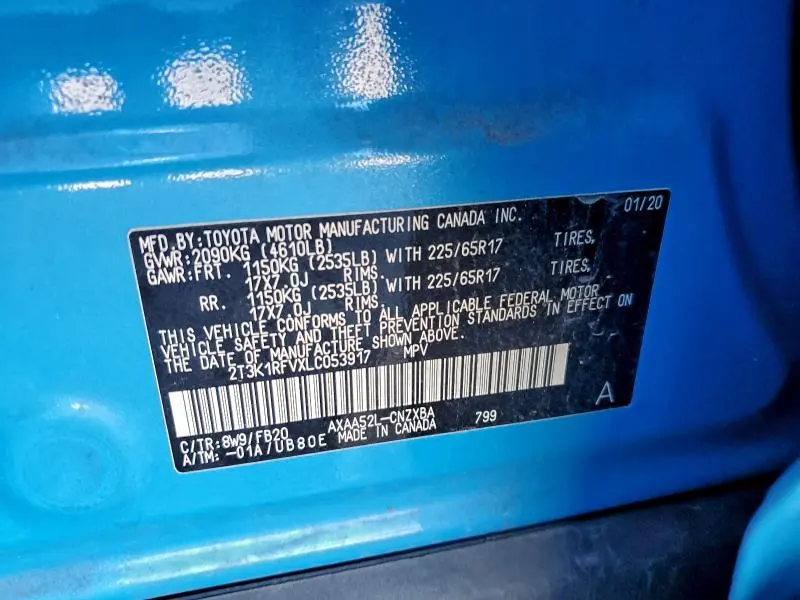 MFD.BY:TOYOTA MOTOR MANUFACTURING CANADA INC. 01/20
GVWR:2090KG (4610LB)
GAWR:FRT. 1150KG (2535LB) WITH 225/65R17 TIRES,
17X7.0J RIMS,
RR. 1150KG (2535LB) WITH 225/65R17 TIRES,
17X7.0J RIMS
THIS VEHICLE CONFORMS TO ALL APPLICABLE FEDERAL MOTOR
VEHICLE SAFETY AND THEFT PREVENTION STANDARDS IN EFFECT ON
THE DATE OF MANUFACTURE SHOWN ABOVE.
2T3K1RFVXLC053917 MPV
A
C/TR:8W9/FB20 AXAA52L-CNZXBA 799
A/TM: -01A/UB80E MADE IN CANADA